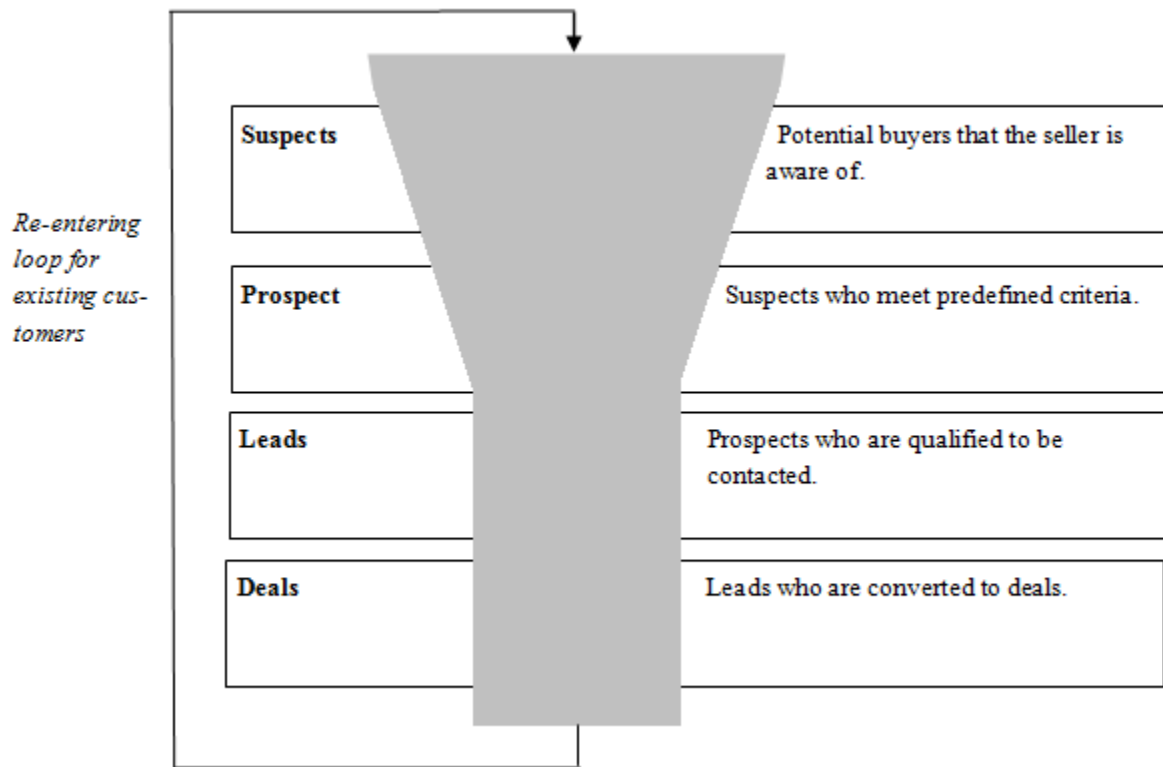 Suspects
Potential buyers that the seller is
aware of.
Re-entering
loop for
existing cus-
tomers
Prospect
Suspects who meet predefined criteria.
Leads
Prospects who are qualified to be
contacted.
Deals
Leads who are converted to deals.